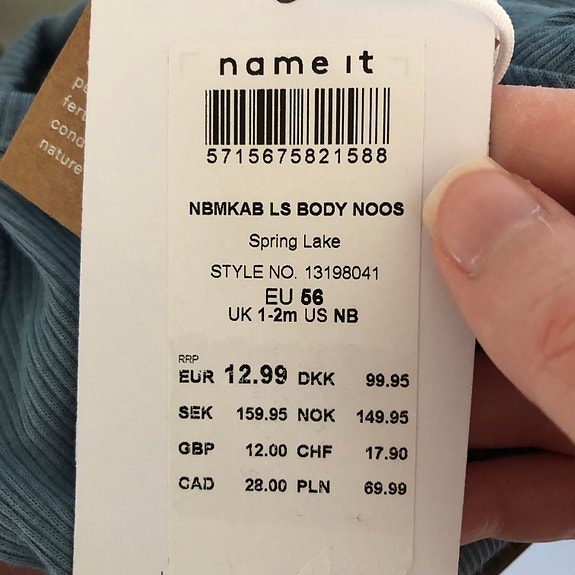 name it
5715675821588
NBMKAB LS BODY NOOS
Spring Lake
STYLE NO. 13198041
EU 56
UK 1-2m US NB
RRP
EUR 12.99 DKK 99.95
SEK 159.95 NOK 149.95
GBP 12.00 CHF 17.90
CAD 28.00 PLN 69.99
nature